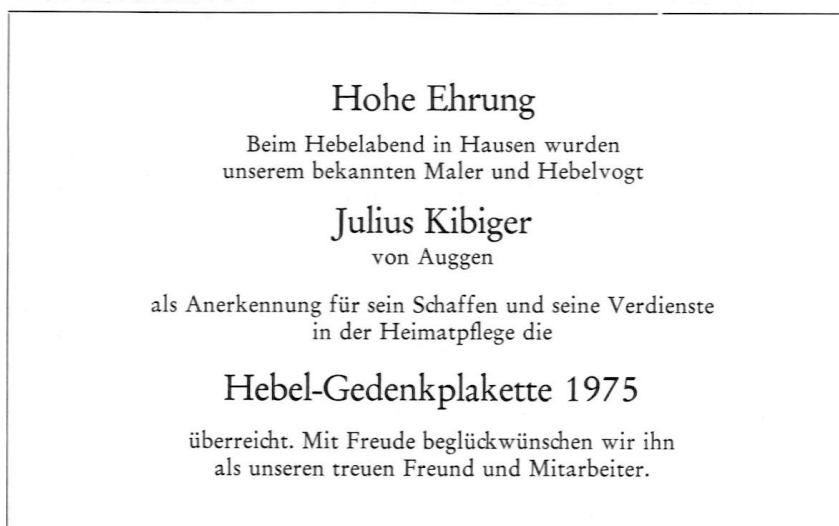 Hohe Ehrung
Beim Hebelabend in Hausen wurden
unserem bekannten Maler und Hebelvogt
Julius Kibiger
von Auggen
als Anerkennung für sein Schaffen und seine Verdienste
in der Heimatpflege die
Hebel-Gedenkplakette 1975
überreicht. Mit Freude beglückwünschen wir ihn
als unseren treuen Freund und Mitarbeiter.